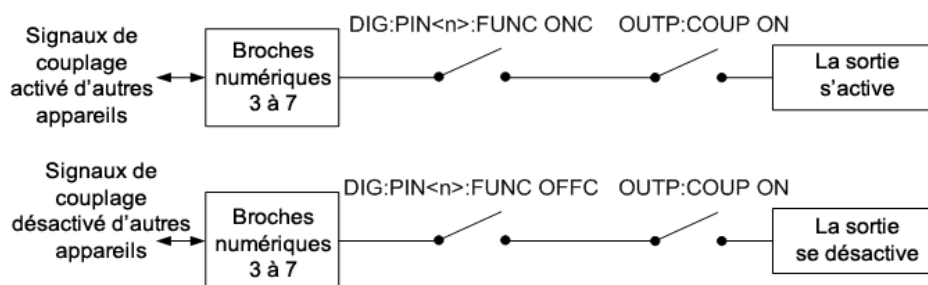 Signaux de
couplage
activé d'autres
appareils
Broches
numériques
3 à 7
DIG:PIN<n>:FUNC ONC
OUTP:COUP ON
La sortie
s'active
Signaux de
couplage
désactivé d'autres
appareils
Broches
numériques
3 à 7
DIG:PIN<n>:FUNC OFFC
OUTP:COUP ON
La sortie
se désactive